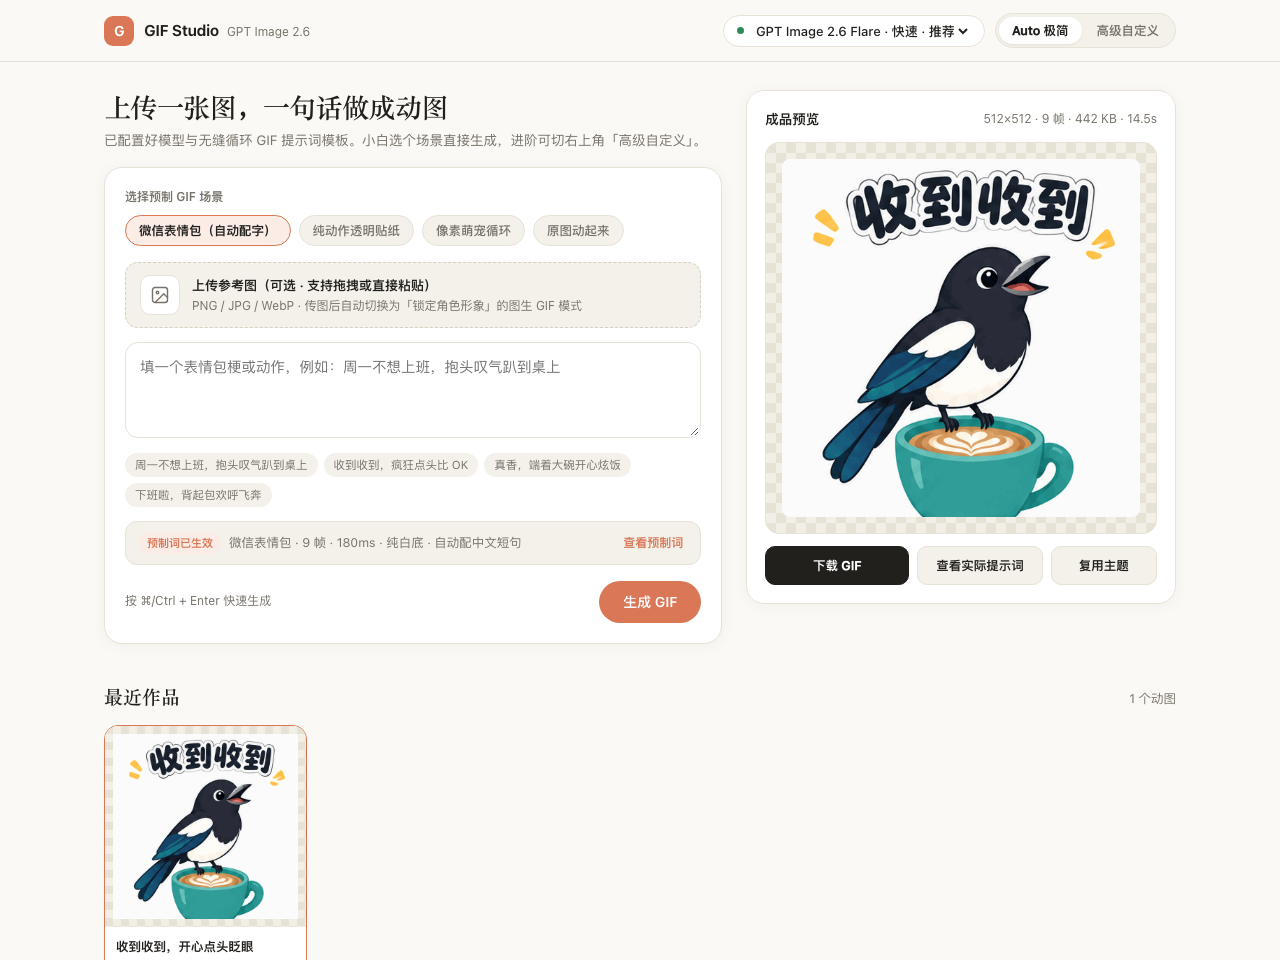 G GIF Studio GPT Image 2.6
GPT Image 2.6 Flare · 快速 · 推荐
Auto 极简 高级自定义
上传一张图，一句话做成动图
已配置好模型与无缝循环 GIF 提示词模板。小白选个场景直接生成，进阶可切右上角「高级自定义」。
选择预制 GIF 场景
微信表情包（自动配字） 纯动作透明贴纸 像素萌宠循环 原图动起来
上传参考图（可选 · 支持拖拽或直接粘贴）
PNG / JPG / WebP · 传图后自动切换为「锁定角色形象」的图生 GIF 模式
填一个表情包梗或动作，例如：周一不想上班，抱头叹气趴到桌上
周一不想上班，抱头叹气趴到桌上 收到收到，疯狂点头比 OK 真香，端着大碗开心炫饭
下班啦，背起包欢呼飞奔
预制词已生效 微信表情包 · 9 帧 · 180ms · 纯白底 · 自动配中文短句 查看预制词
按 ⌘/Ctrl + Enter 快速生成 生成 GIF
成品预览 512×512 · 9 帧 · 442 KB · 14.5s
收到收到
下载 GIF 查看实际提示词 复用主题
最近作品 1 个动图
收到收到
收到收到，开心点头眨眼